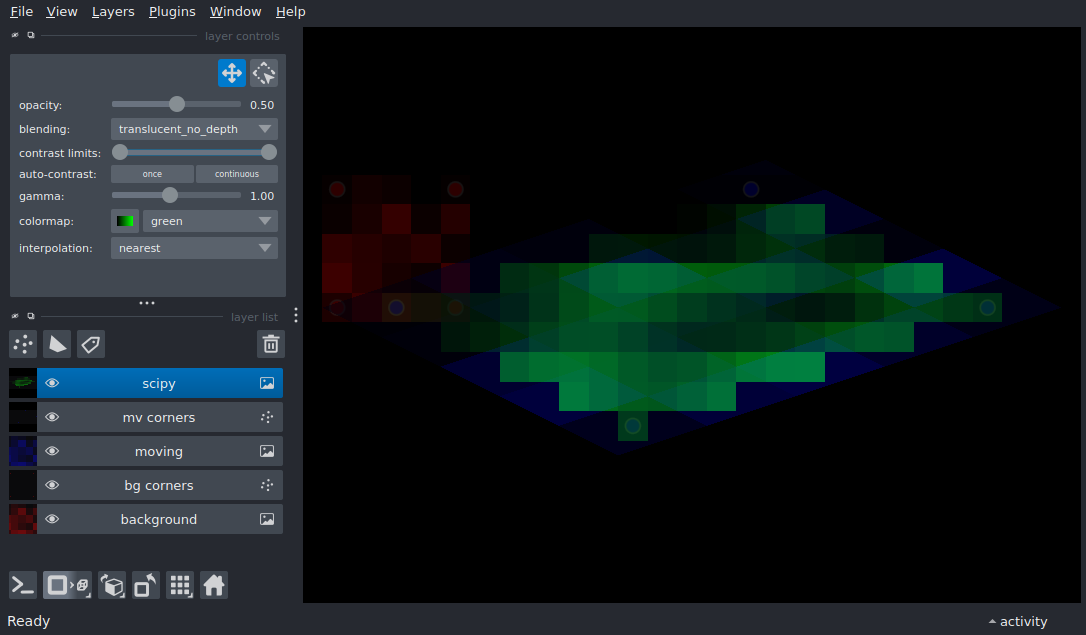 File View Layers Plugins Window Help
layer controls
opacity: 0.50
blending: translucent_no_depth
contrast limits:
auto-contrast: once continuous
gamma: 1.00
colormap: green
interpolation: nearest
layer list
scipy
mv corners
moving
bg corners
background
Ready
activity